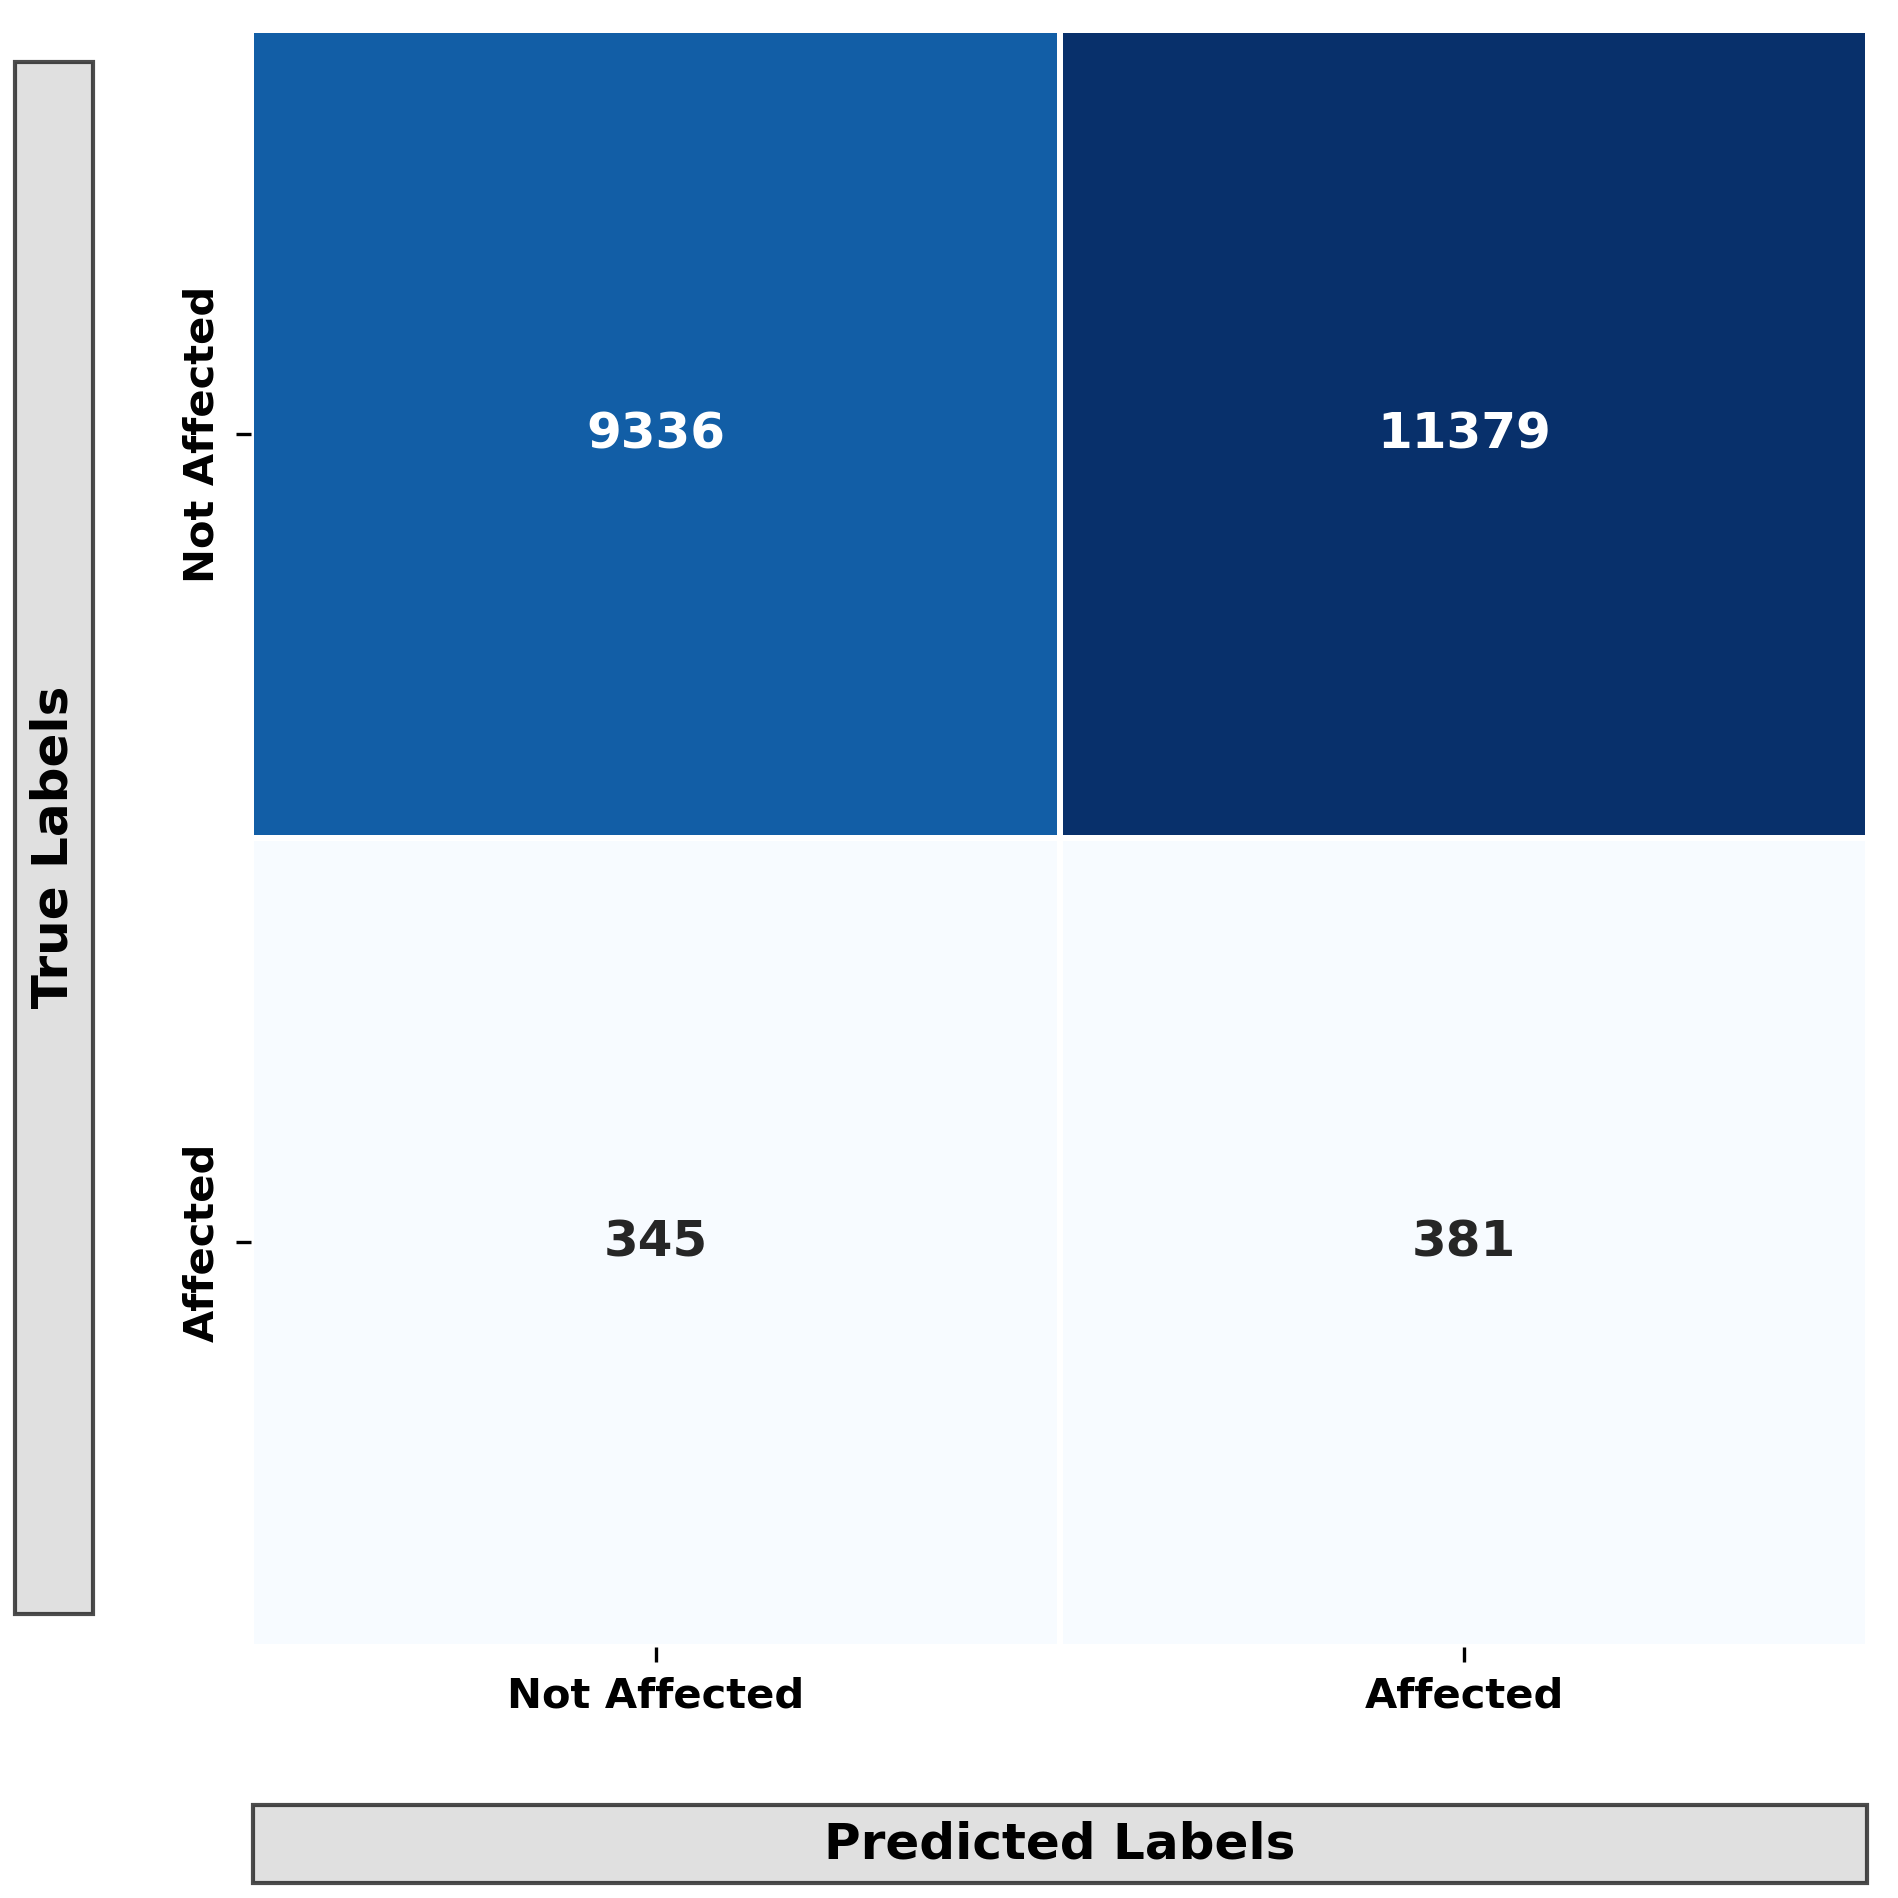 True Labels
Not Affected
9336
11379
Affected
345
381
Not Affected
Affected
Predicted Labels